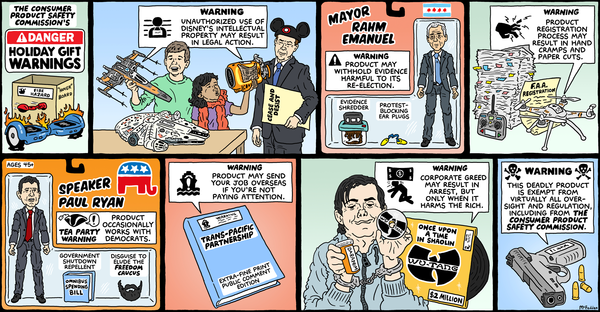 THE CONSUMER
PRODUCT SAFETY
COMMISSION'S
DANGER
HOLIDAY GIFT
WARNINGS
FIRE
HAZARD
HOVER
BOARD
WARNING
UNAUTHORIZED USE OF
DISNEY'S INTELLECTUAL
PROPERTY MAY RESULT
IN LEGAL ACTION.
CEASE AND
DESIST
MAYOR
RAHM
EMANUEL
WARNING
PRODUCT MAY
WITHHOLD EVIDENCE
HARMFUL TO ITS
RE-ELECTION.
EVIDENCE
SHREDDER
PROTEST-
BLOCKING
EAR PLUGS
WARNING
PRODUCT
REGISTRATION
PROCESS MAY
RESULT IN HAND
CRAMPS AND
PAPER CUTS.
F.A.A.
REGISTRATION
AGES 45+
SPEAKER
PAUL RYAN
TEA PARTY
WARNING
PRODUCT
OCCASIONALLY
WORKS WITH
DEMOCRATS.
GOVERNMENT
SHUTDOWN
REPELLENT
OMNIBUS
SPENDING
BILL
DISGUISE TO
ELUDE THE
FREEDOM
CAUCUS
WARNING
PRODUCT MAY SEND
YOUR JOB OVERSEAS
IF YOU'RE NOT
PAYING ATTENTION.
TRANS-PACIFIC
PARTNERSHIP
EXTRA-FINE PRINT
PUBLIC COMMENT
EDITION
WARNING
CORPORATE GREED
MAY RESULT IN
ARREST, BUT
ONLY WHEN IT
HARMS THE RICH.
ONCE UPON
A TIME
IN SHAOLIN
WU-TANG
$2 MILLION
WARNING
THIS DEADLY PRODUCT
IS EXEMPT FROM
VIRTUALLY ALL OVER-
SIGHT AND REGULATION,
INCLUDING FROM THE
CONSUMER PRODUCT
SAFETY COMMISSION.